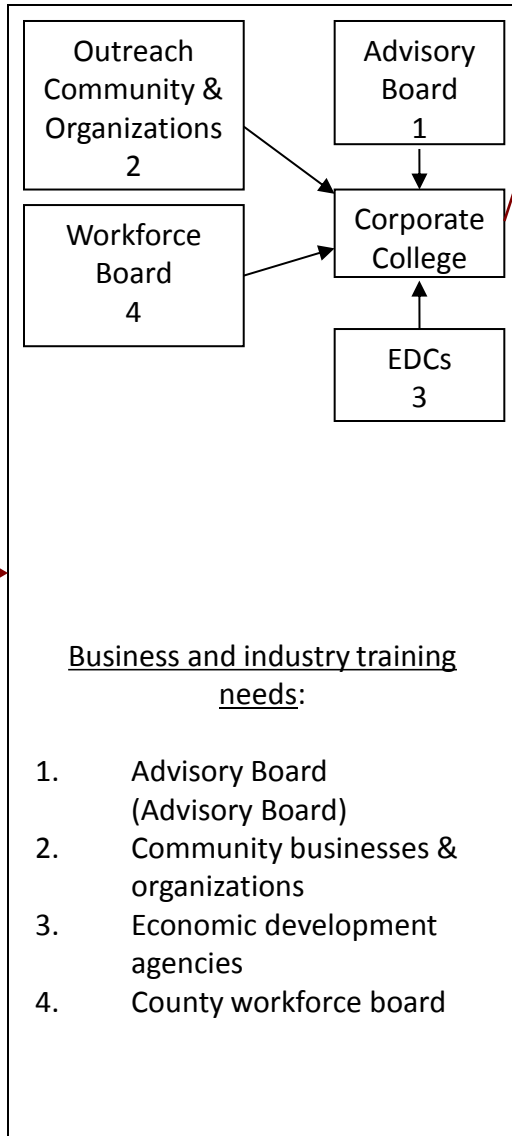 Outreach
Community &
Organizations
2
Advisory
Board
1
Workforce
Board
4
Corporate
College
EDCs
3
Business and industry training
needs:
1. Advisory Board
(Advisory Board)
2. Community businesses &
organizations
3. Economic development
agencies
4. County workforce board